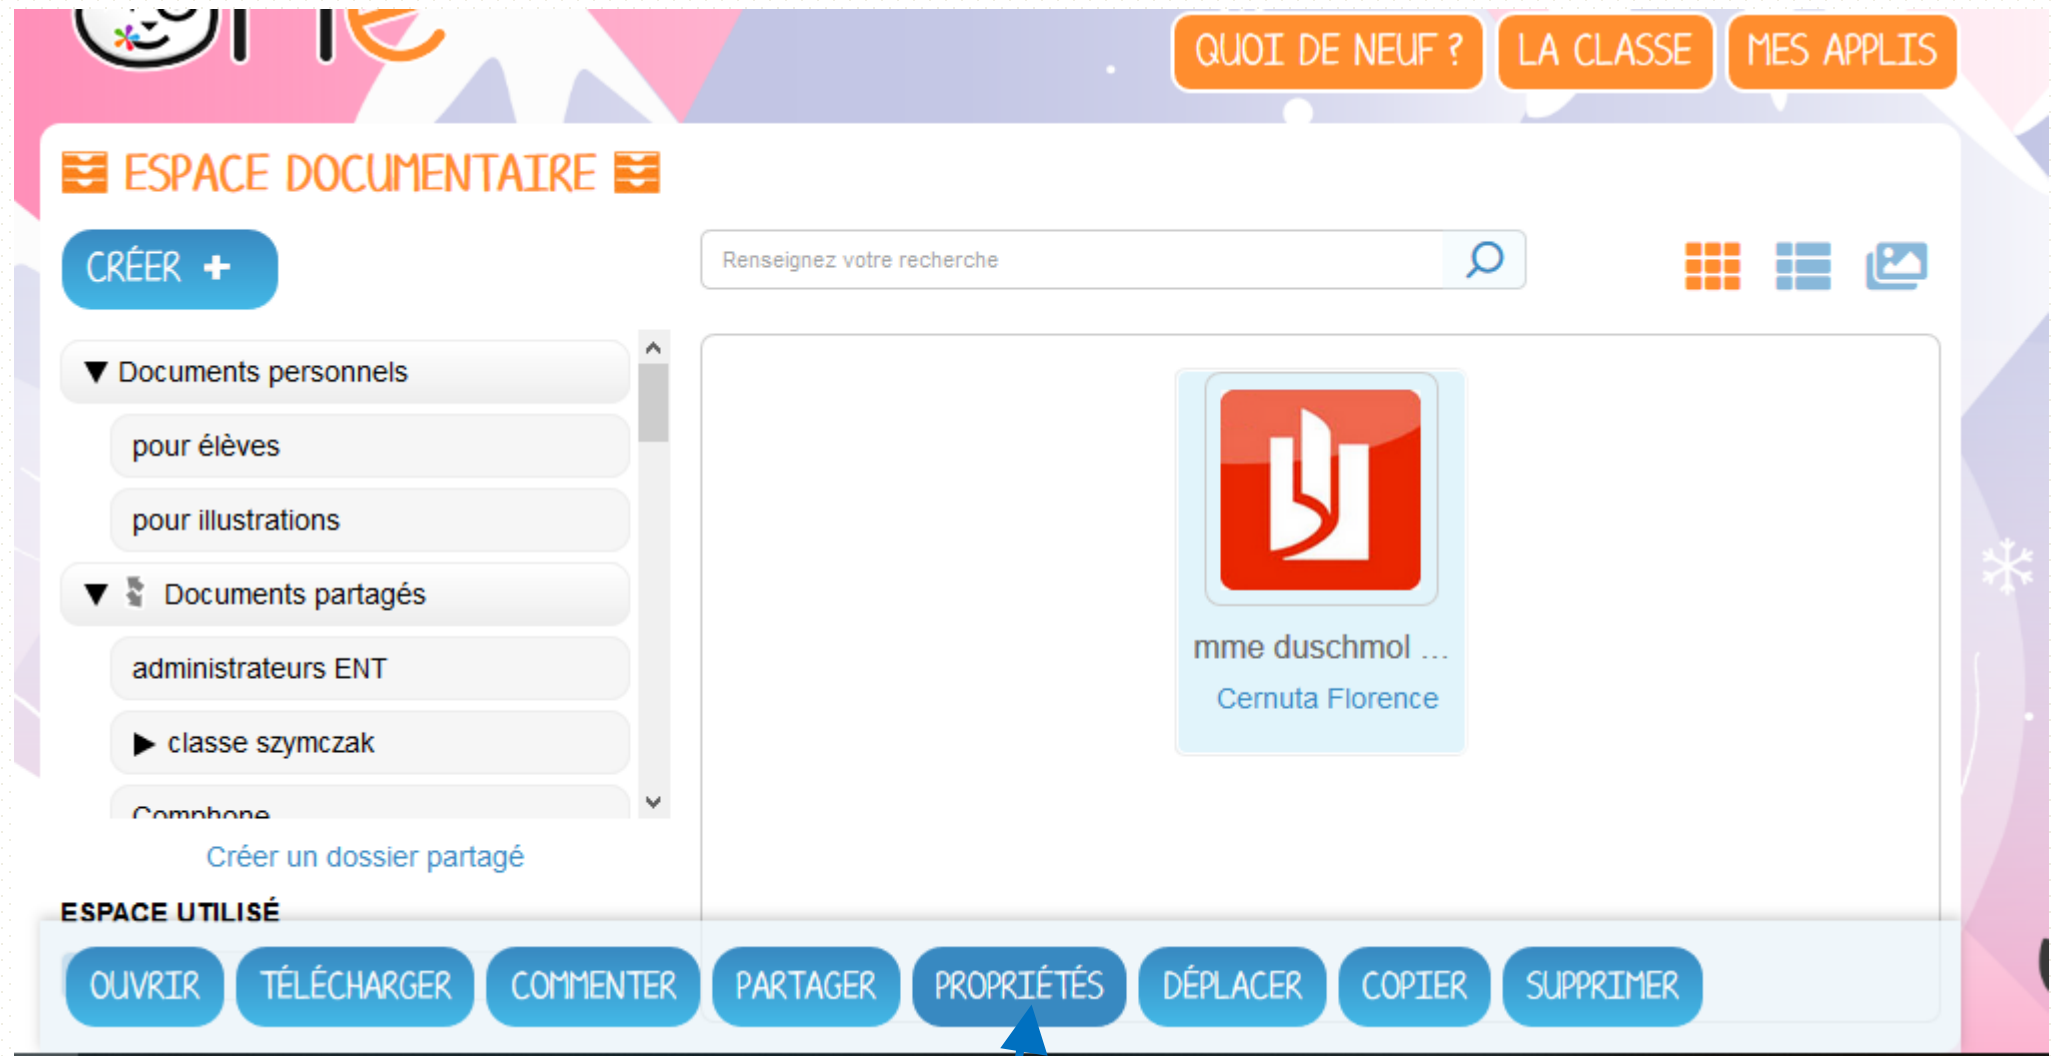 one
QUOI DE NEUF ?
LA CLASSE
MES APPLIS
ESPACE DOCUMENTAIRE
CRÉER +
Renseignez votre recherche
Documents personnels
pour élèves
pour illustrations
Documents partagés
administrateurs ENT
classe szymczak
Comphone
Créer un dossier partagé
ESPACE UTILISÉ
mme duschmol ...
Cernuta Florence
OUVRIR
TÉLÉCHARGER
COMMENTER
PARTAGER
PROPRIÉTÉS
DÉPLACER
COPIER
SUPPRIMER